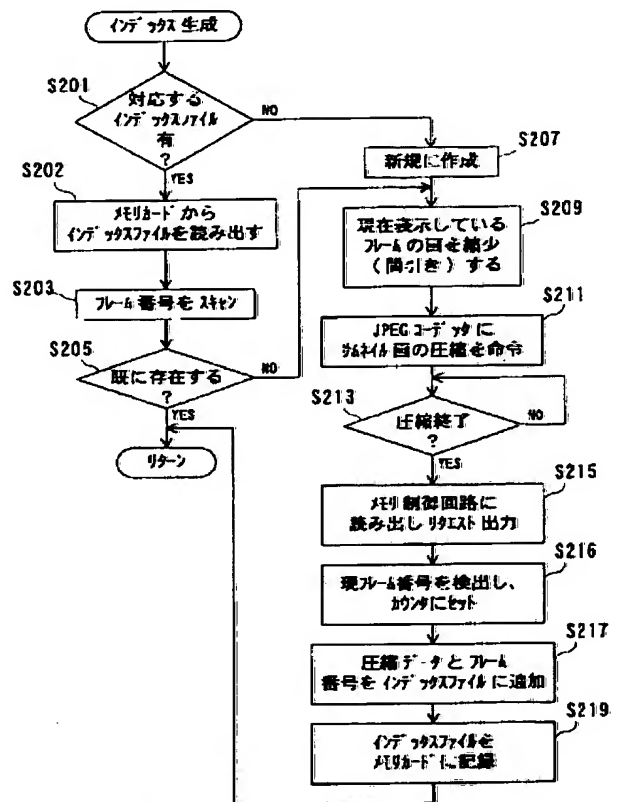 インデックス 生成
S201
対応する
インデックスファイル
有
?
NO
YES
S202
メモリカードから
インデックスファイルを読み出す
S203
フレーム 番号を スキャン
S205
既に存在する
?
NO
YES
リターン
S207
新規に作成
S209
現在表示している
フレームの画を縮少
(間引き)する
S211
JPEGコーデックに
サムネイル画の圧縮を命令
S213
圧縮終了
?
NO
YES
S215
メモリ制御回路に
読み出しリクエスト出力
S216
現フレーム番号を検出し、
カウンタにセット
S217
圧縮データとフレーム
番号をインデックスファイルに追加
S219
インデックスファイルを
メモリカードに記録